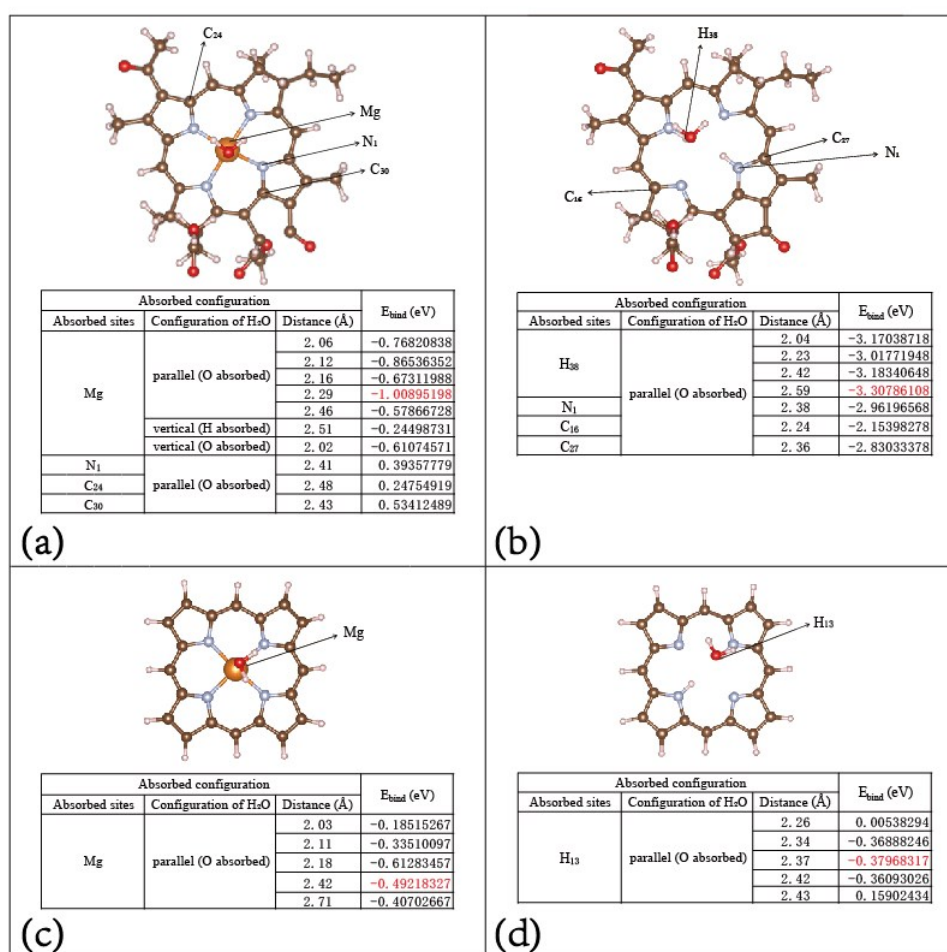 C₂₄
Mg
N₁
C₃₀
Absorbed configuration E_bind (eV)
Absorbed sites Configuration of H₂O Distance (Å)
Mg parallel (O absorbed) 2.06 -0.76820838
2.12 -0.86536352
2.16 -0.67311988
2.29 -1.00895198
2.46 -0.57866728
vertical (H absorbed) 2.51 -0.24498731
vertical (O absorbed) 2.02 -0.61074571
N₁ parallel (O absorbed) 2.41 0.39357779
C₂₄ 2.48 0.24754919
C₃₀ 2.43 0.53412489
(a)
H₃₈
C₂₇
N₁
C₁₆
Absorbed configuration E_bind (eV)
Absorbed sites Configuration of H₂O Distance (Å)
H₃₈ parallel (O absorbed) 2.04 -3.17038718
2.23 -3.01771948
2.42 -3.18340648
2.59 -3.30786108
N₁ 2.38 -2.96196568
C₁₆ 2.24 -2.15398278
C₂₇ 2.36 -2.83033378
(b)
Mg
Absorbed configuration E_bind (eV)
Absorbed sites Configuration of H₂O Distance (Å)
Mg parallel (O absorbed) 2.03 -0.18515267
2.11 -0.33510097
2.18 -0.61283457
2.42 -0.49218327
2.71 -0.40702667
(c)
H₁₃
Absorbed configuration E_bind (eV)
Absorbed sites Configuration of H₂O Distance (Å)
H₁₃ parallel (O absorbed) 2.26 0.00538294
2.34 -0.36888246
2.37 -0.37968317
2.42 -0.36093026
2.43 0.15902434
(d)